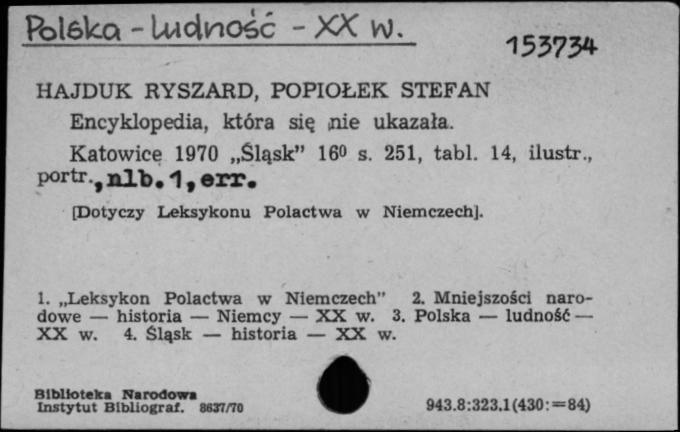 Polska - ludność - XX w.
153734
HAJDUK RYSZARD, POPIOŁEK STEFAN
Encyklopedia, która się nie ukazała.
Katowice 1970 „Śląsk” 16⁰ s. 251, tabl. 14, ilustr.,
portr., nlb. 1, err.
[Dotyczy Leksykonu Polactwa w Niemczech].
1. „Leksykon Polactwa w Niemczech” 2. Mniejszości naro-
dowe — historia — Niemcy — XX w. 3. Polska — ludność —
XX w. 4. Śląsk — historia — XX w.
Biblioteka Narodowa
Instytut Bibliograf. 8637/70
943.8:323.1(430:=84)